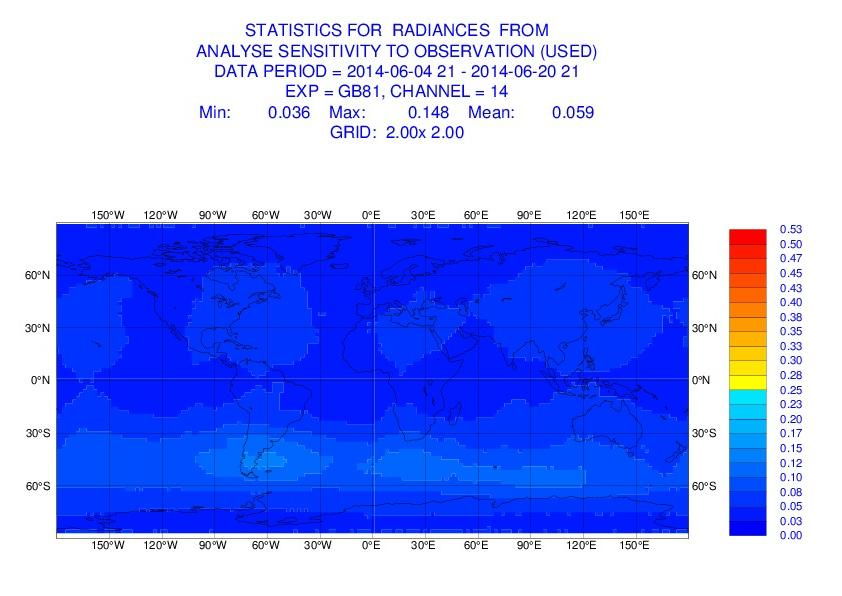 STATISTICS FOR RADIANCES FROM
ANALYSE SENSITIVITY TO OBSERVATION (USED)
DATA PERIOD = 2014-06-04 21 - 2014-06-20 21
EXP = GB81, CHANNEL = 14
Min: 0.036 Max: 0.148 Mean: 0.059
GRID: 2.00x 2.00
150°W 120°W 90°W 60°W 30°W 0°E 30°E 60°E 90°E 120°E 150°E
60°N 60°N
30°N 30°N
0°N 0°N
30°S 30°S
60°S 60°S
150°W 120°W 90°W 60°W 30°W 0°E 30°E 60°E 90°E 120°E 150°E
0.53
0.50
0.47
0.45
0.43
0.40
0.38
0.35
0.33
0.30
0.28
0.25
0.23
0.20
0.17
0.15
0.12
0.10
0.08
0.05
0.03
0.00